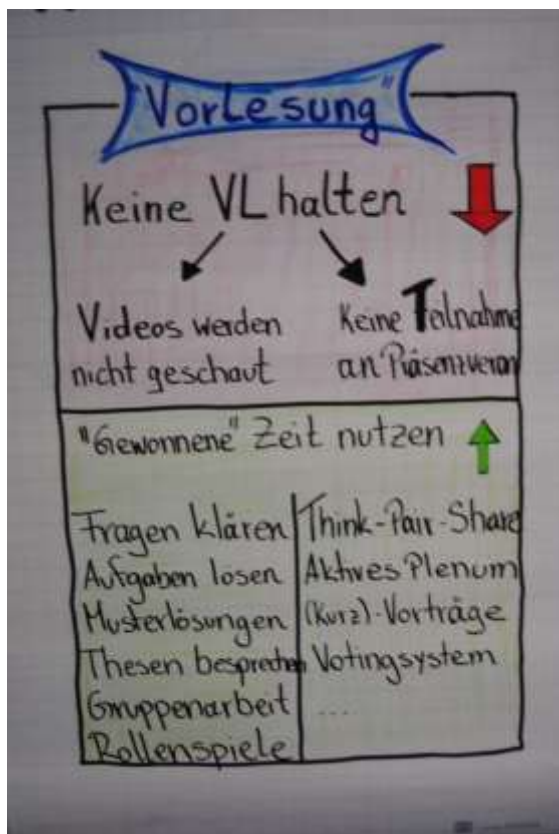 "Vorlesung"
Keine VL halten
Videos werden
nicht geschaut
Keine Teilnahme
an Präsenzveran
"Gewonnene" Zeit nutzen
Fragen klären
Aufgaben lösen
Musterlösungen
Thesen besprechen
Gruppenarbeit
Rollenspiele
Think-Pair-Share
Aktives Plenum
(Kurz)-Vorträge
Votingsystem
....